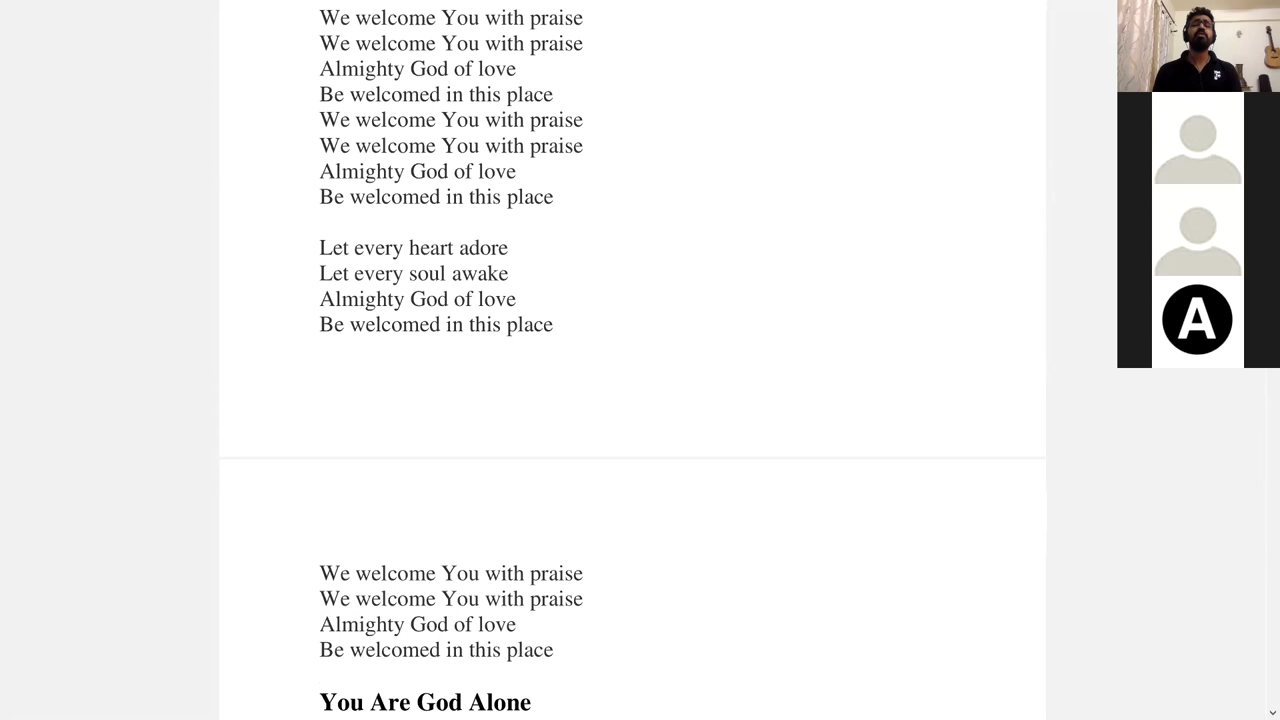 We welcome You with praise
We welcome You with praise
Almighty God of love
Be welcomed in this place
We welcome You with praise
We welcome You with praise
Almighty God of love
Be welcomed in this place
Let every heart adore
Let every soul awake
Almighty God of love
Be welcomed in this place
We welcome You with praise
We welcome You with praise
Almighty God of love
Be welcomed in this place
You Are God Alone
A